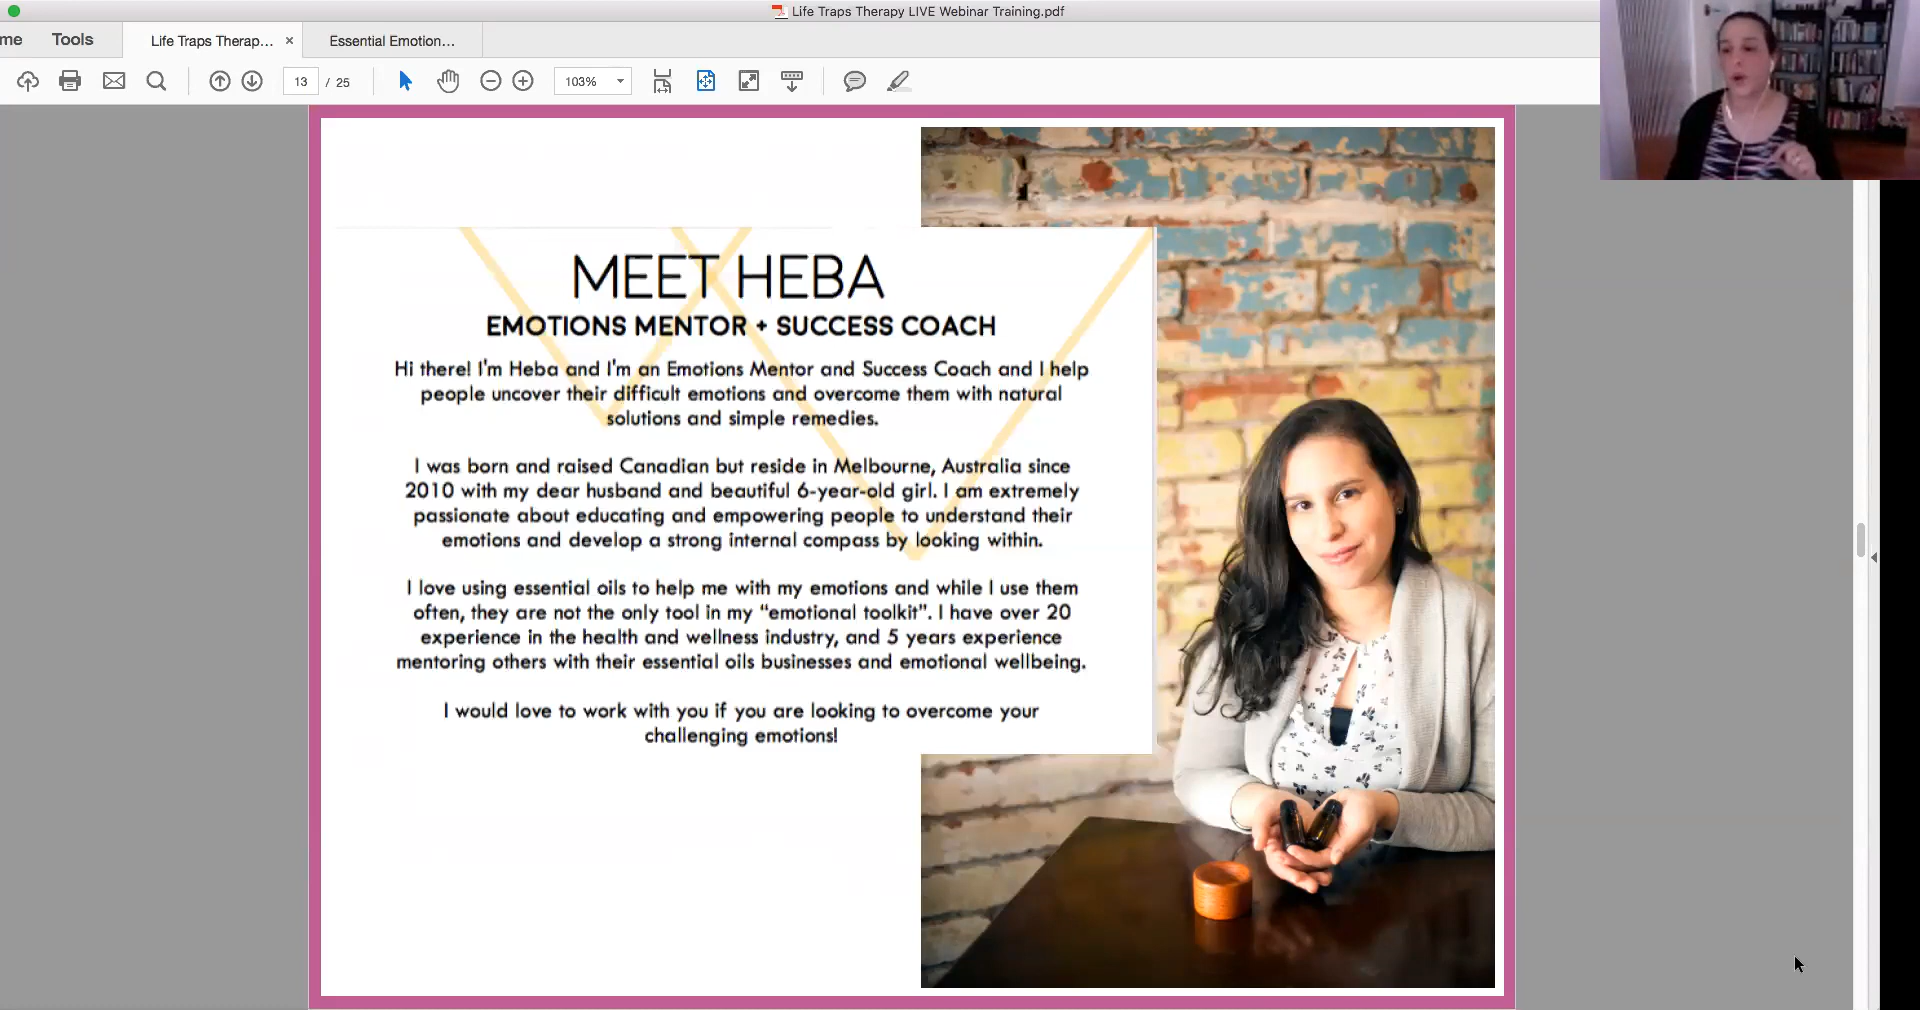 Life Traps Therapy LIVE Webinar Training.pdf
me
Tools
Life Traps Therap...
×
Essential Emotion...
13 / 25
103%
MEET HEBA
EMOTIONS MENTOR + SUCCESS COACH
Hi there! I'm Heba and I'm an Emotions Mentor and Success Coach and I help
people uncover their difficult emotions and overcome them with natural
solutions and simple remedies.
I was born and raised Canadian but reside in Melbourne, Australia since
2010 with my dear husband and beautiful 6-year-old girl. I am extremely
passionate about educating and empowering people to understand their
emotions and develop a strong internal compass by looking within.
I love using essential oils to help me with my emotions and while I use them
often, they are not the only tool in my “emotional toolkit”. I have over 20
experience in the health and wellness industry, and 5 years experience
mentoring others with their essential oils businesses and emotional wellbeing.
I would love to work with you if you are looking to overcome your
challenging emotions!